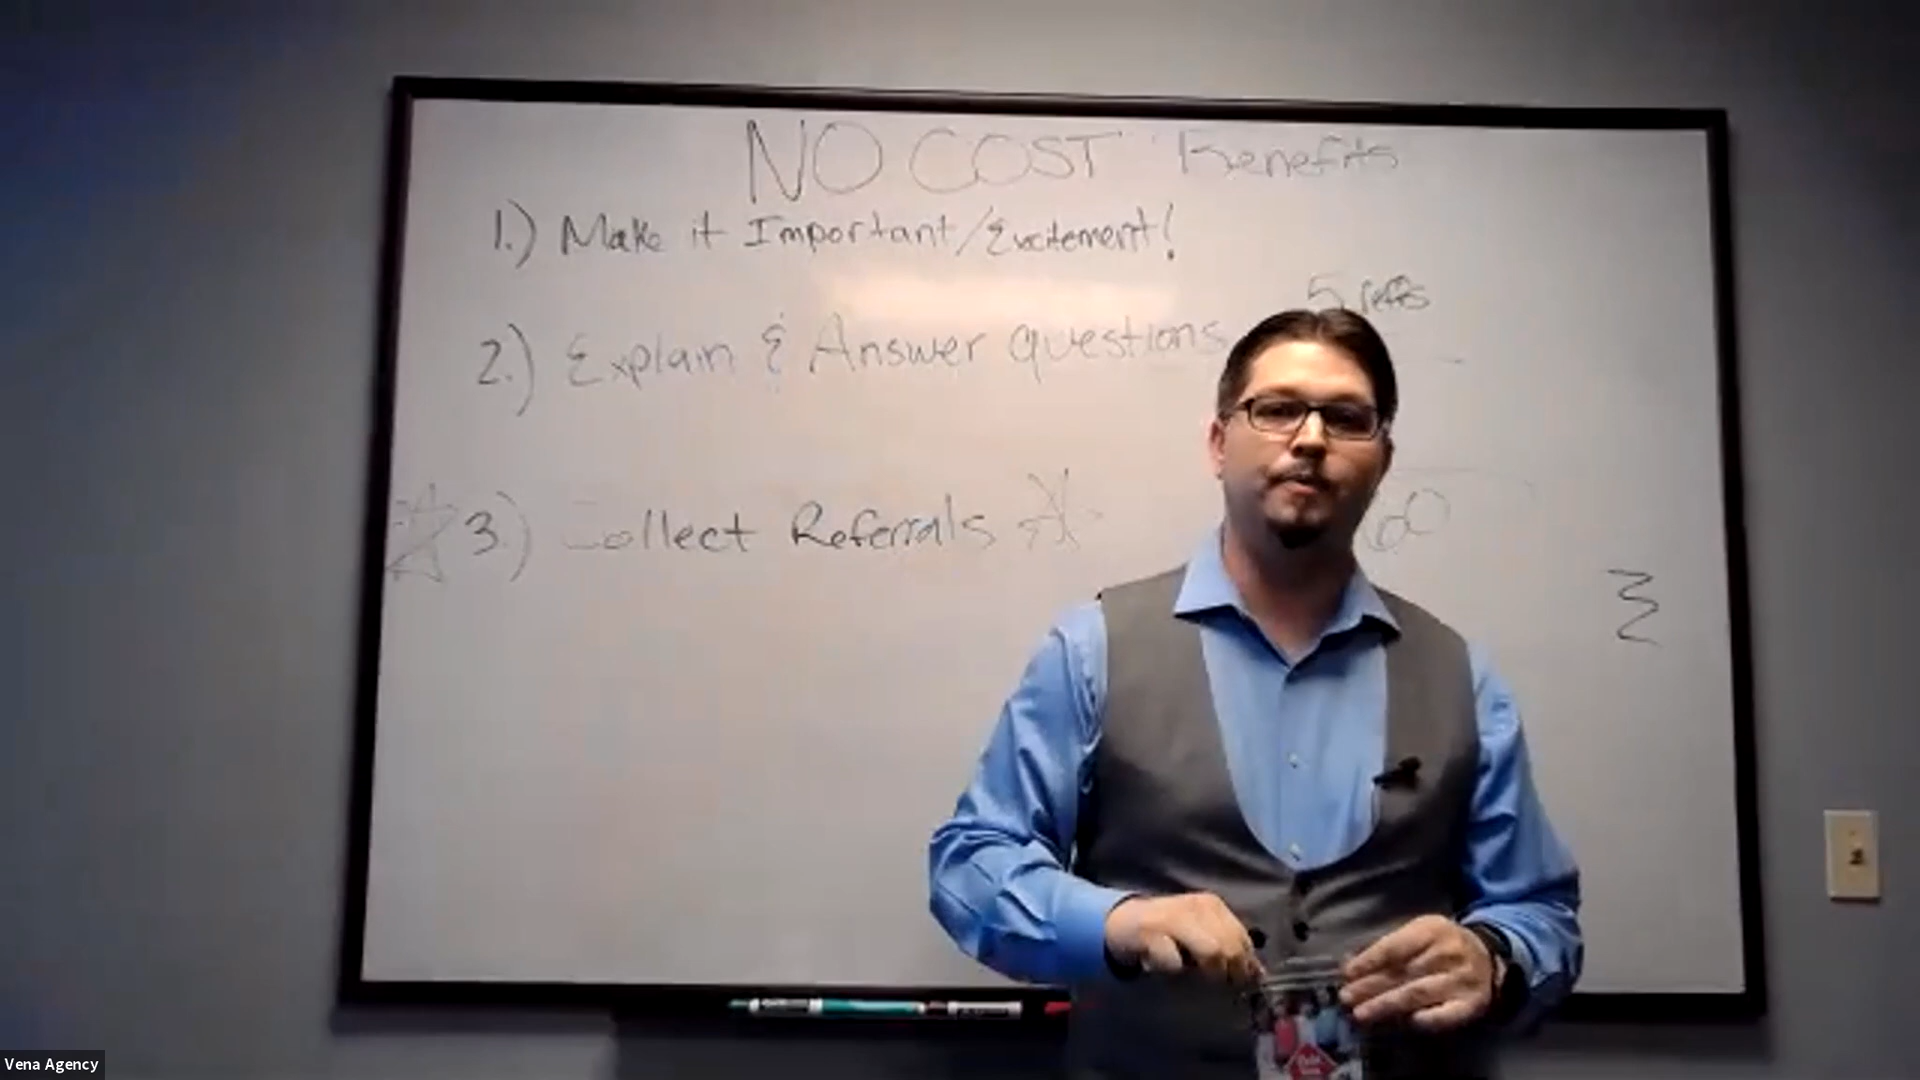 NO COST Benefits
1.) Make it Important/Excitement!
5 refs
2.) Explain & Answer questions
3.) Collect Referrals
60
Vena Agency